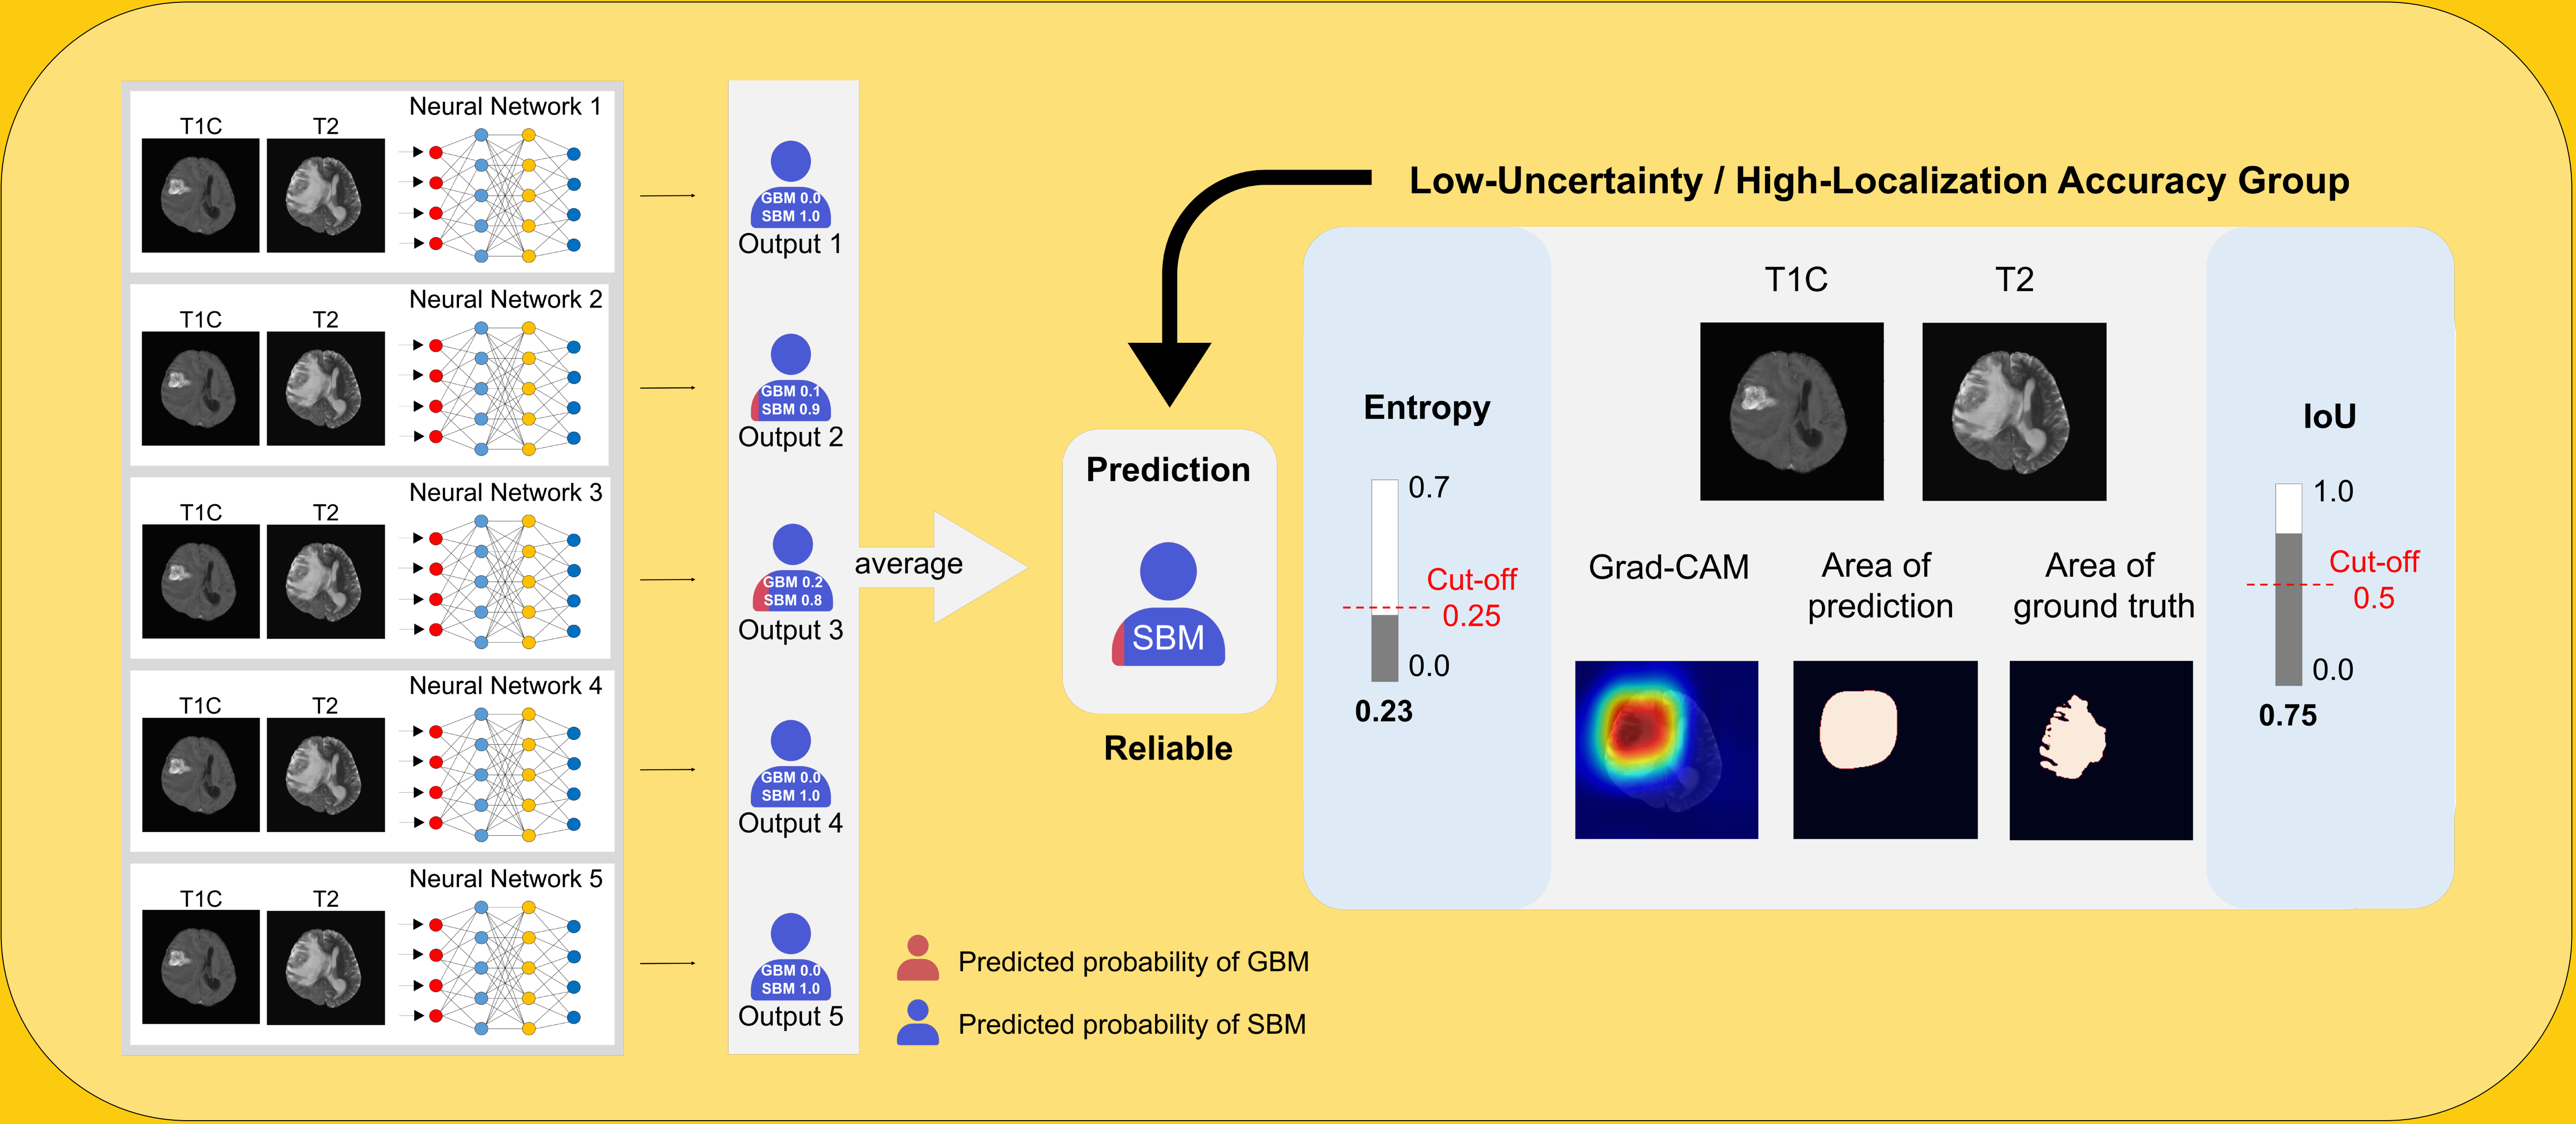 Neural Network 1
T1C
T2
Neural Network 2
T1C
T2
Neural Network 3
T1C
T2
Neural Network 4
T1C
T2
Neural Network 5
T1C
T2
GBM 0.0
SBM 1.0
Output 1
GBM 0.1
SBM 0.9
Output 2
GBM 0.2
SBM 0.8
Output 3
GBM 0.0
SBM 1.0
Output 4
GBM 0.0
SBM 1.0
Output 5
average
Prediction
SBM
Reliable
Predicted probability of GBM
Predicted probability of SBM
Low-Uncertainty / High-Localization Accuracy Group
Entropy
0.7
Cut-off
0.25
0.0
0.23
T1C
T2
Grad-CAM
Area of
prediction
Area of
ground truth
IoU
1.0
Cut-off
0.5
0.0
0.75